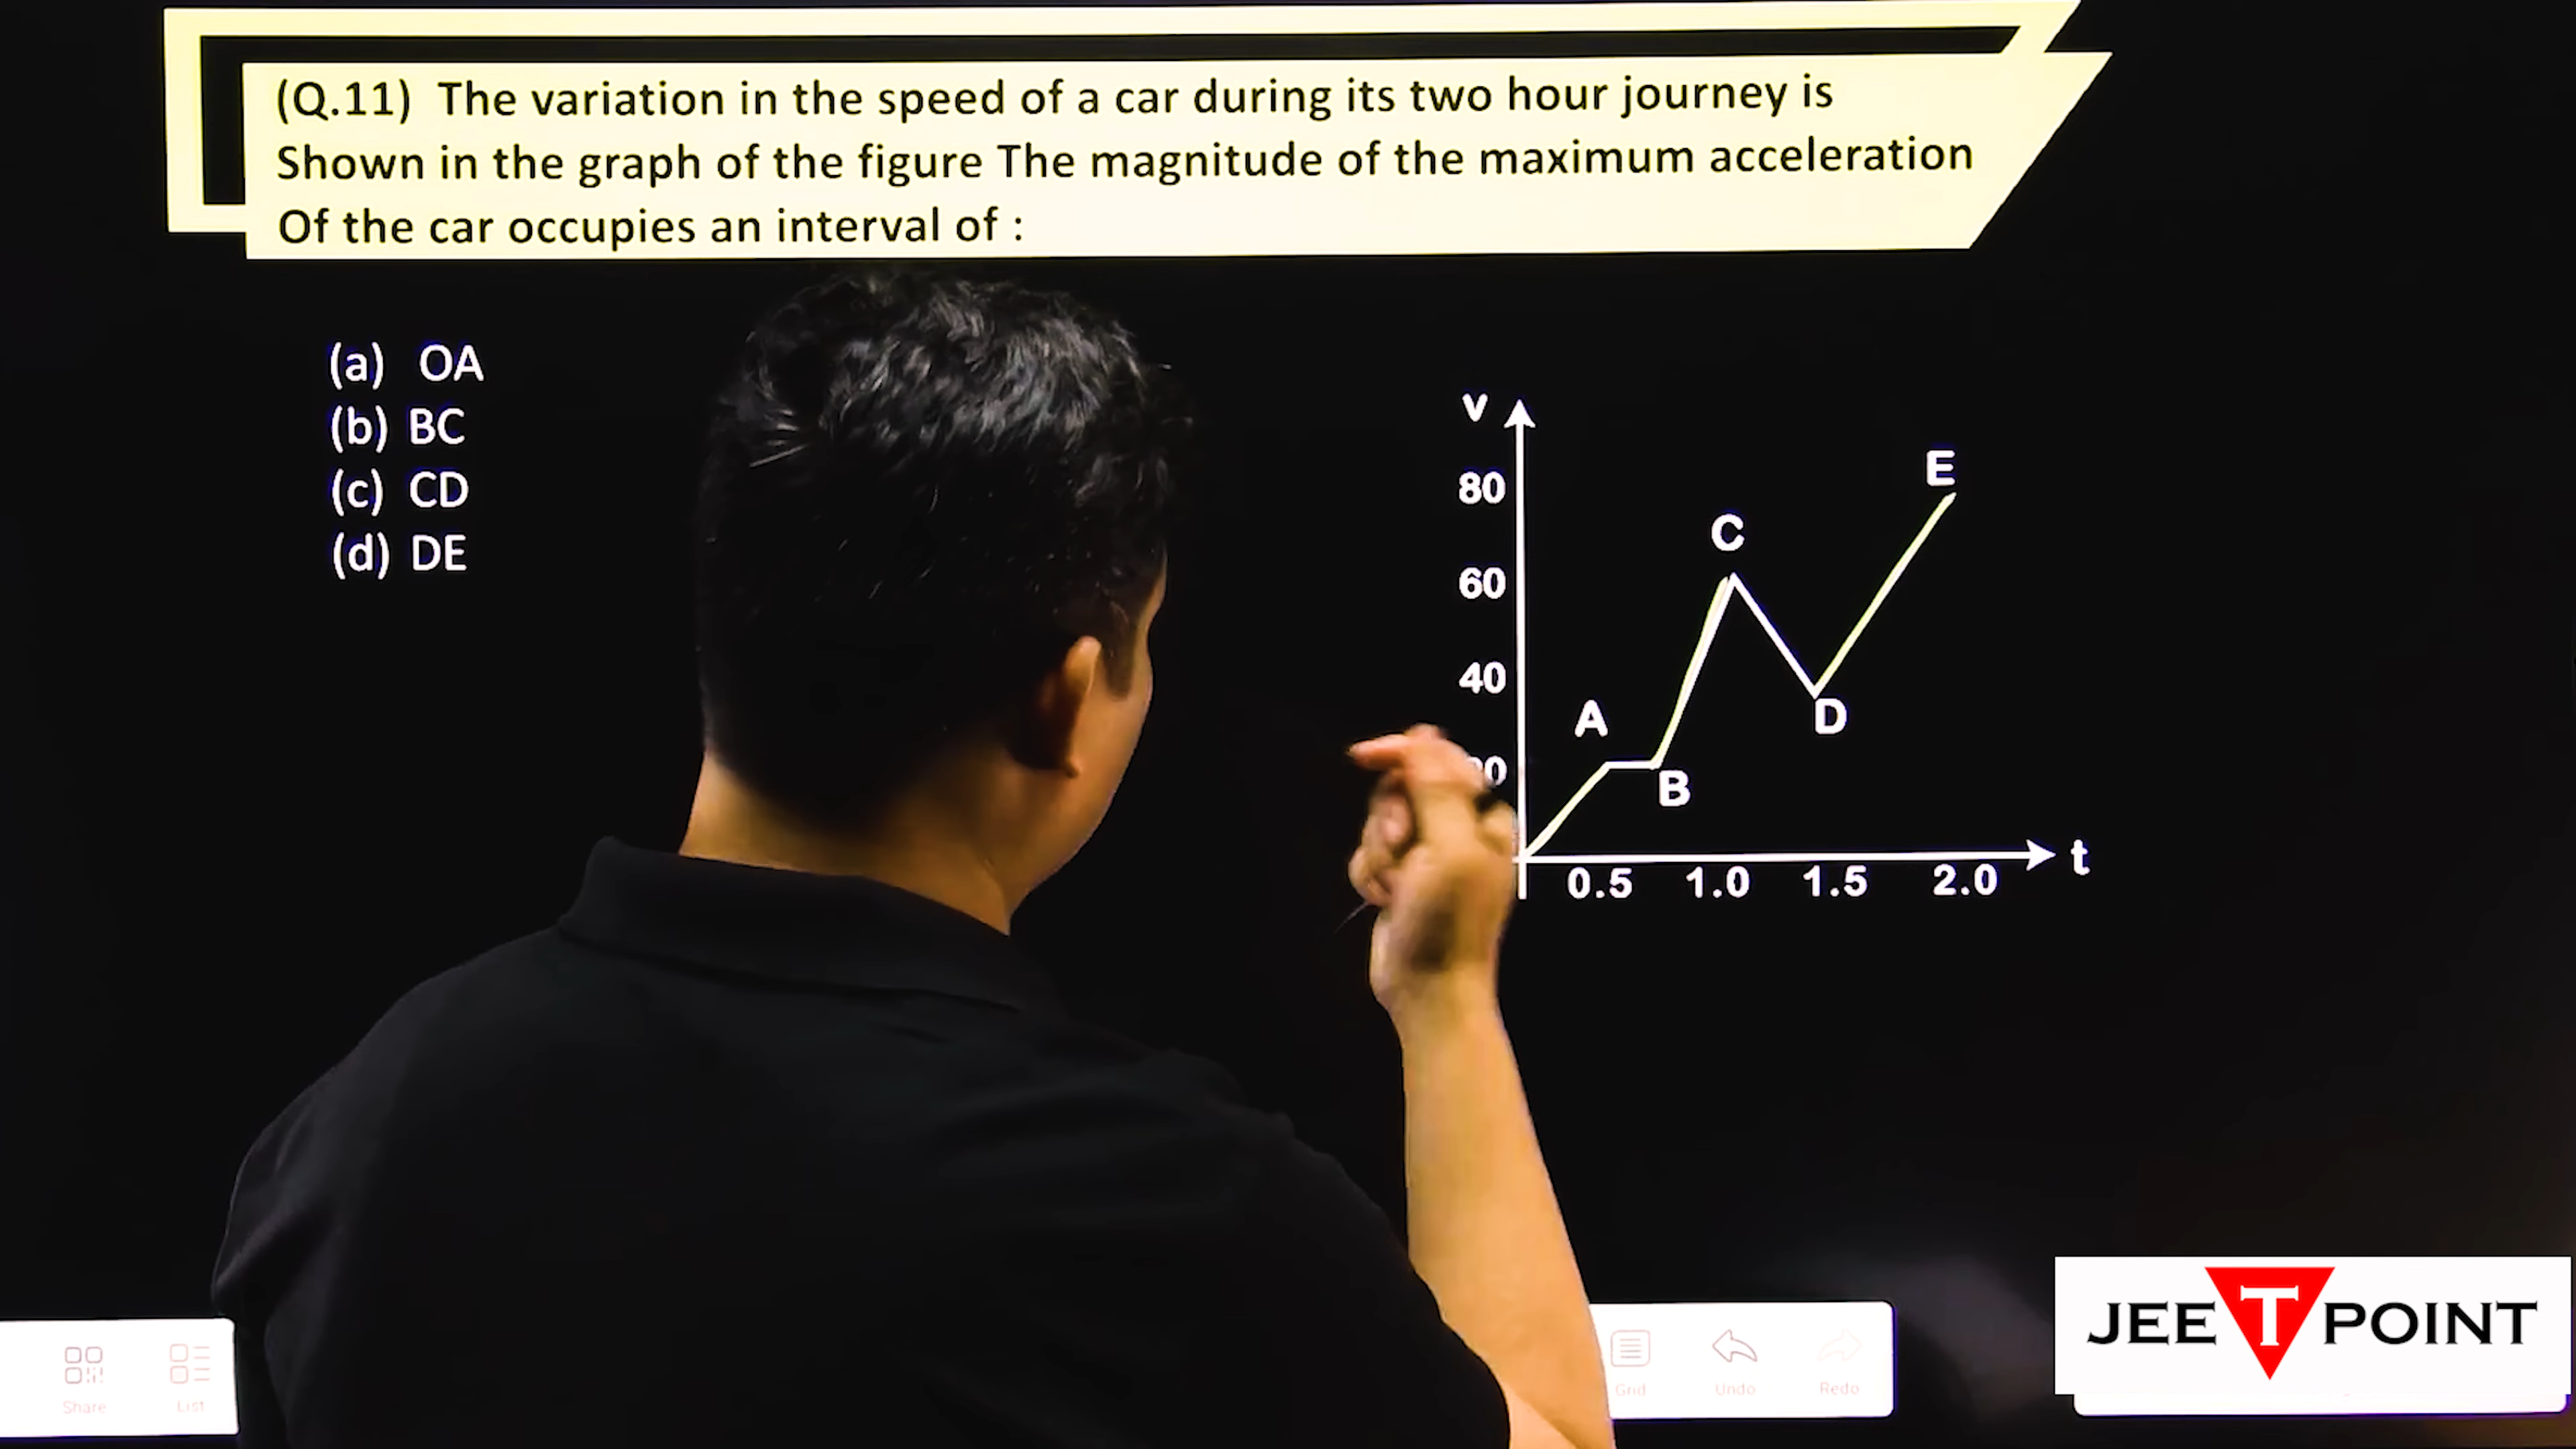 (Q.11) The variation in the speed of a car during its two hour journey is
Shown in the graph of the figure The magnitude of the maximum acceleration
Of the car occupies an interval of :
(a) OA
(b) BC
(c) CD
(d) DE
v
80
60
40
E
C
A
D
B
0.5 1.0 1.5 2.0
t
Share
List
Grid
Undo
Redo
JEE T POINT